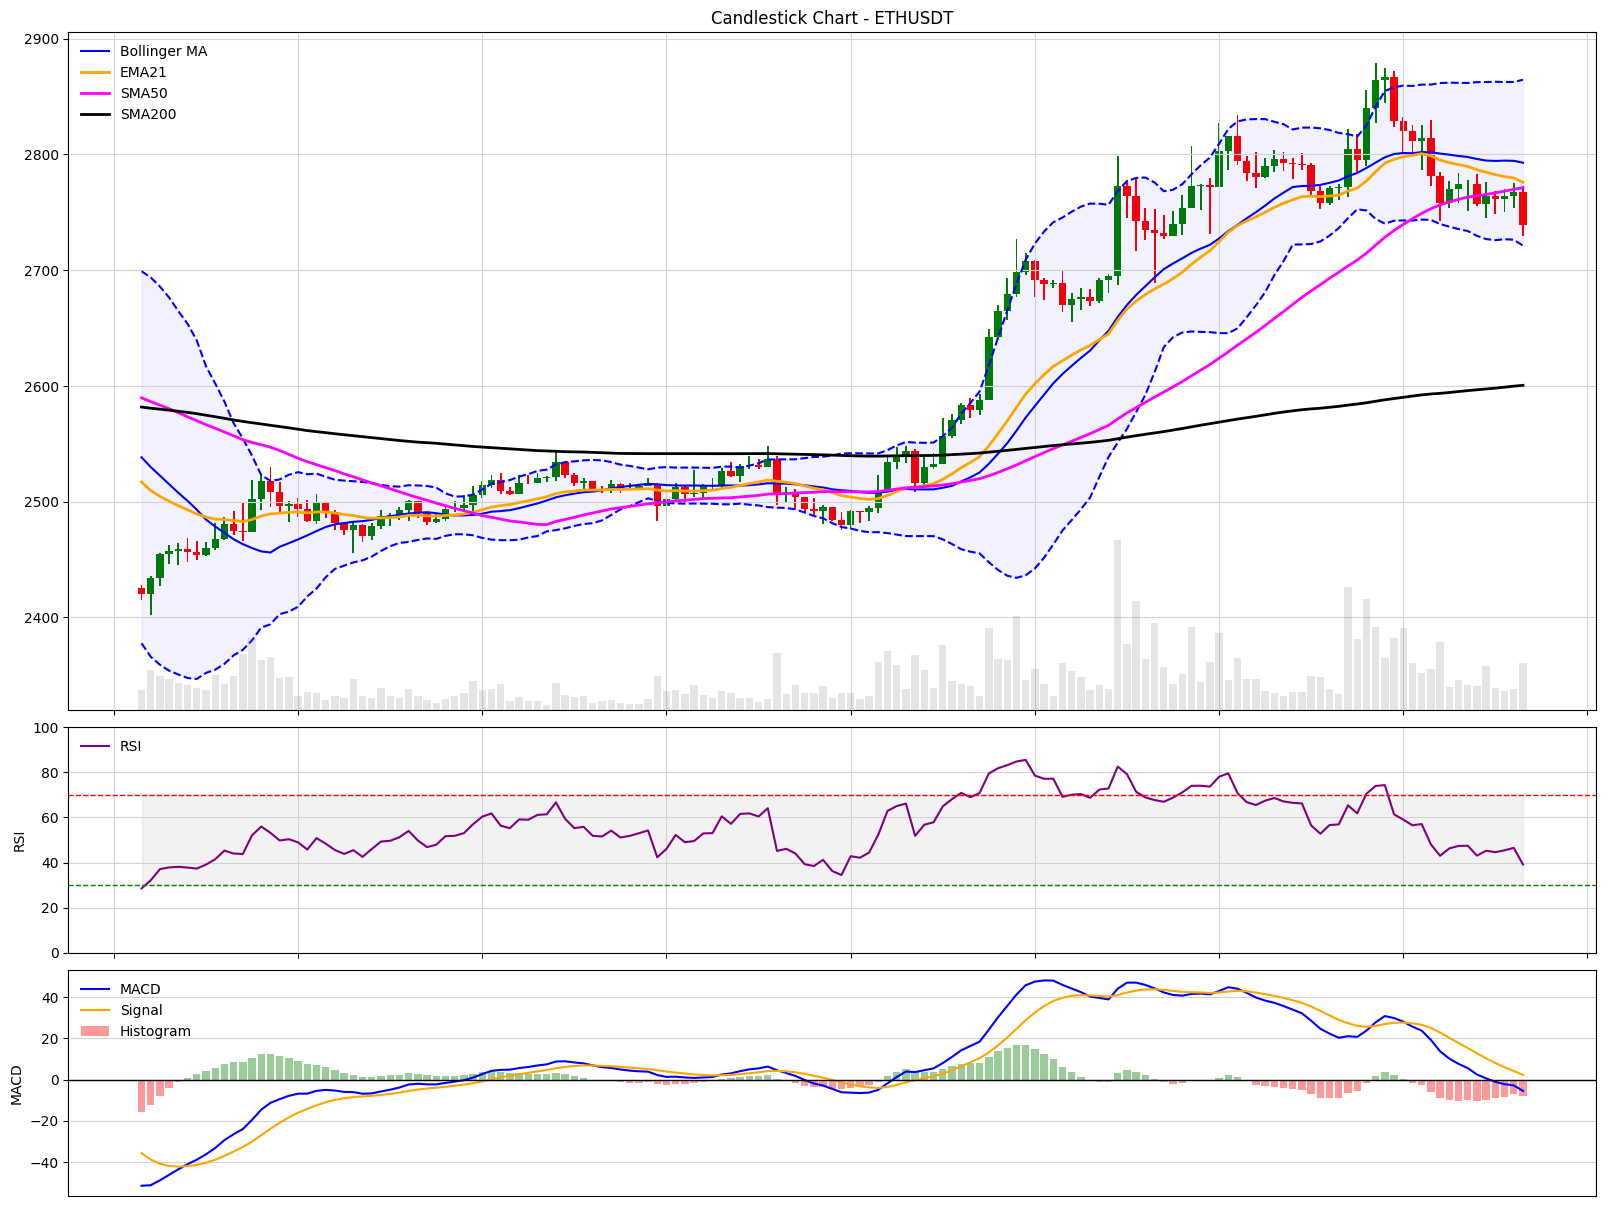 Candlestick Chart - ETHUSDT
2900
Bollinger MA
EMA21
SMA50
SMA200
2800
2700
2600
2500
2400
100
RSI
80
60
RSI
40
20
0
MACD
40
Signal
Histogram
20
0
MACD
−20
−40